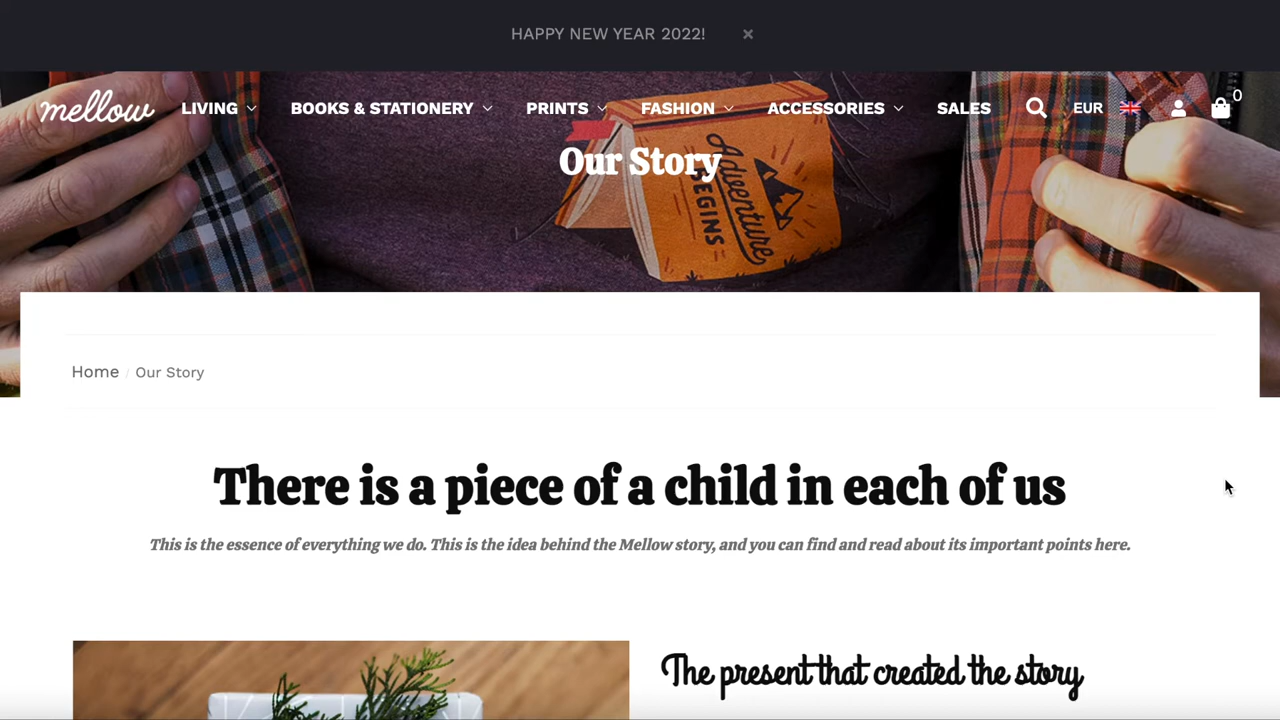 HAPPY NEW YEAR 2022! ×
mellow LIVING BOOKS & STATIONERY PRINTS FASHION ACCESSORIES SALES EUR 0
Our Story
Adventure
BEGINS
Home / Our Story
There is a piece of a child in each of us
This is the essence of everything we do. This is the idea behind the Mellow story, and you can find and read about its important points here.
The present that created the story